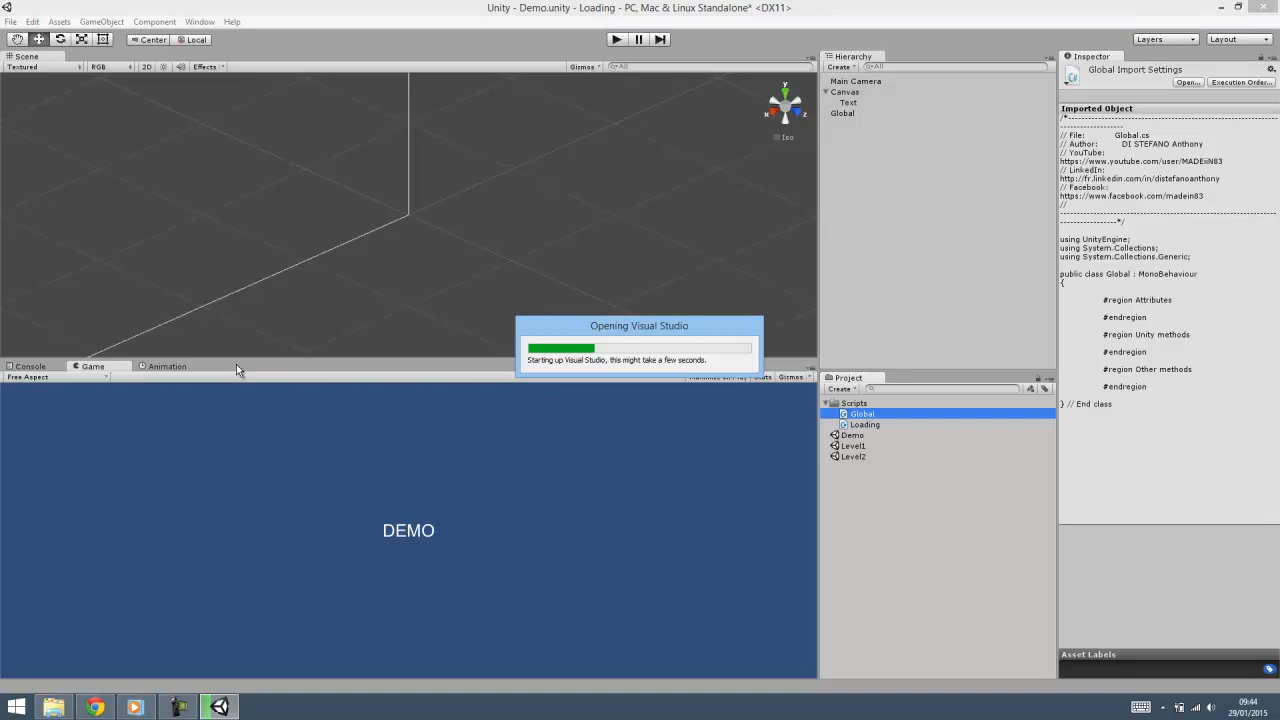 Unity - Demo.unity - Loading - PC, Mac & Linux Standalone* <DX11>
File Edit Assets GameObject Component Window Help
Center Local
Layers Layout
Scene
Textured RGB 2D Effects Gizmos All
y
x z
Iso
Hierarchy
Create All
Main Camera
Canvas
Text
Global
Inspector
Global Import Settings
Open... Execution Order...
Imported Object
/*-----------------------------------------------
--------------------
// File: Global.cs
// Author: DI STEFANO Anthony
// YouTube:
https://www.youtube.com/user/MADEiiN83
// LinkedIn:
http://fr.linkedin.com/in/distefanoanthony
// Facebook:
https://www.facebook.com/madein83
//
-----------------------------------------------
-----------------*/
using UnityEngine;
using System.Collections;
using System.Collections.Generic;
public class Global : MonoBehaviour
{
#region Attributes
#endregion
#region Unity methods
#endregion
#region Other methods
#endregion
} // End class
Asset Labels
Opening Visual Studio
Starting up Visual Studio, this might take a few seconds.
Console Game Animation
Free Aspect Stats Gizmos
DEMO
Project
Create
Scripts
Global
Loading
Demo
Level1
Level2
09:44
29/01/2015